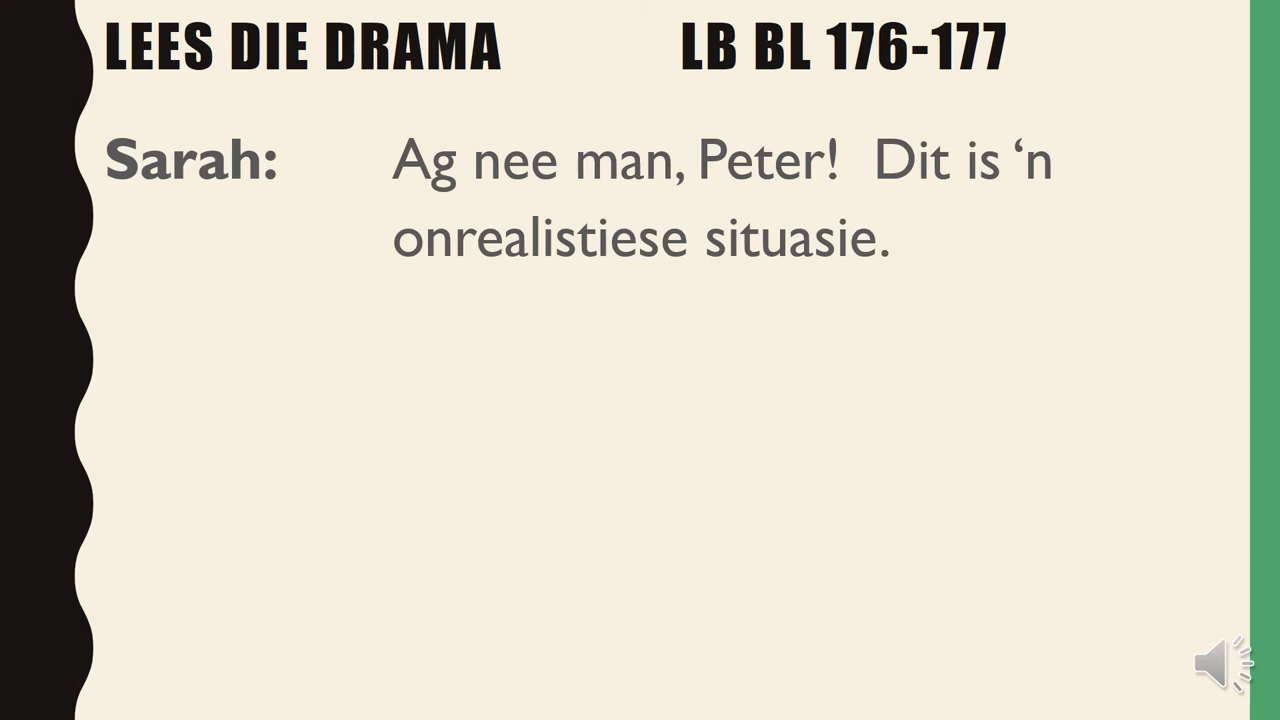 LEES DIE DRAMA LB BL 176-177
Sarah: Ag nee man, Peter! Dit is ‘n
onrealistiese situasie.